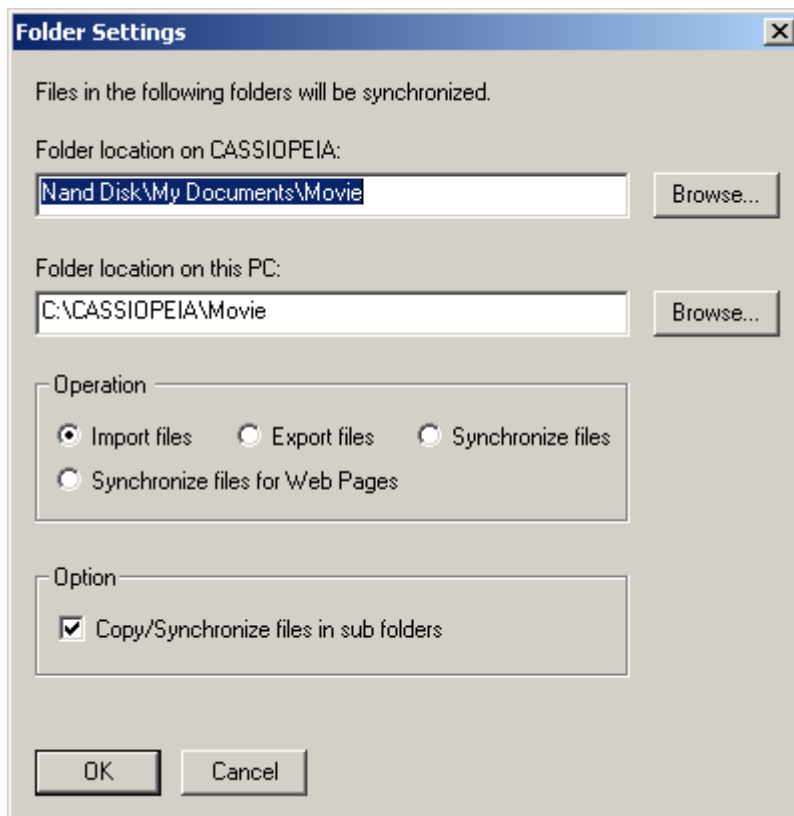 Folder Settings
Files in the following folders will be synchronized.
Folder location on CASSIOPEIA:
Nand Disk\My Documents\Movie
Browse...
Folder location on this PC:
C:\CASSIOPEIA\Movie
Browse...
Operation
Import files Export files Synchronize files
Synchronize files for Web Pages
Option
Copy/Synchronize files in sub folders
OK Cancel